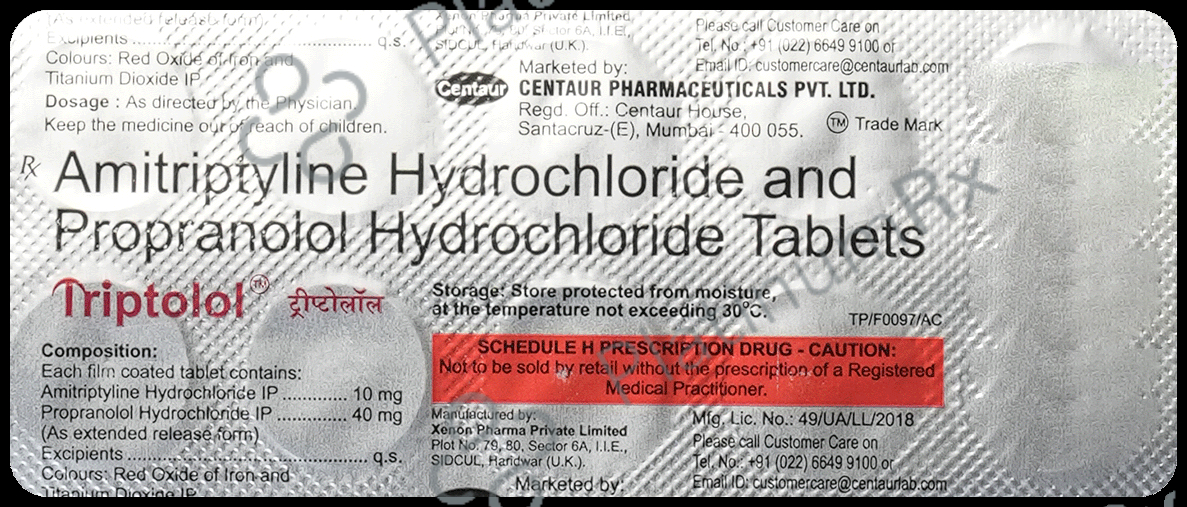 (As extended release form)
Excipients ........................................ q.s.
Colours: Red Oxide of Iron and
Titanium Dioxide IP
Dosage : As directed by the Physician.
Keep the medicine out of reach of children.
Xenon Pharma Private Limited
Plot No. 79, 80, Sector 6A, I.I.E.,
SIDCUL, Haridwar (U.K.).
Marketed by:
Centaur CENTAUR PHARMACEUTICALS PVT. LTD.
Regd. Off.: Centaur House,
Santacruz-(E), Mumbai - 400 055.
Please call Customer Care on
Tel. No.: +91 (022) 6649 9100 or
Email ID: customercare@centaurlab.com
TM Trade Mark
Rx Amitriptyline Hydrochloride and
Propranolol Hydrochloride Tablets
Triptolol TM ट्रीप्टोलॉल
Composition:
Each film coated tablet contains:
Amitriptyline Hydrochloride IP .............. 10 mg
Propranolol Hydrochloride IP .............. 40 mg
(As extended release form)
Excipients ........................................ q.s.
Colours: Red Oxide of Iron and
Titanium Dioxide IP
Storage: Store protected from moisture,
at the temperature not exceeding 30°C.
TP/F0097/AC
SCHEDULE H PRESCRIPTION DRUG - CAUTION:
Not to be sold by retail without the prescription of a Registered
Medical Practitioner.
Manufactured by:
Xenon Pharma Private Limited
Plot No. 79, 80, Sector 6A, I.I.E.,
SIDCUL, Haridwar (U.K.).
Marketed by:
Mfg. Lic. No.: 49/UA/LL/2018
Please call Customer Care on
Tel. No.: +91 (022) 6649 9100 or
Email ID: customercare@centaurlab.com
PlatinumRx